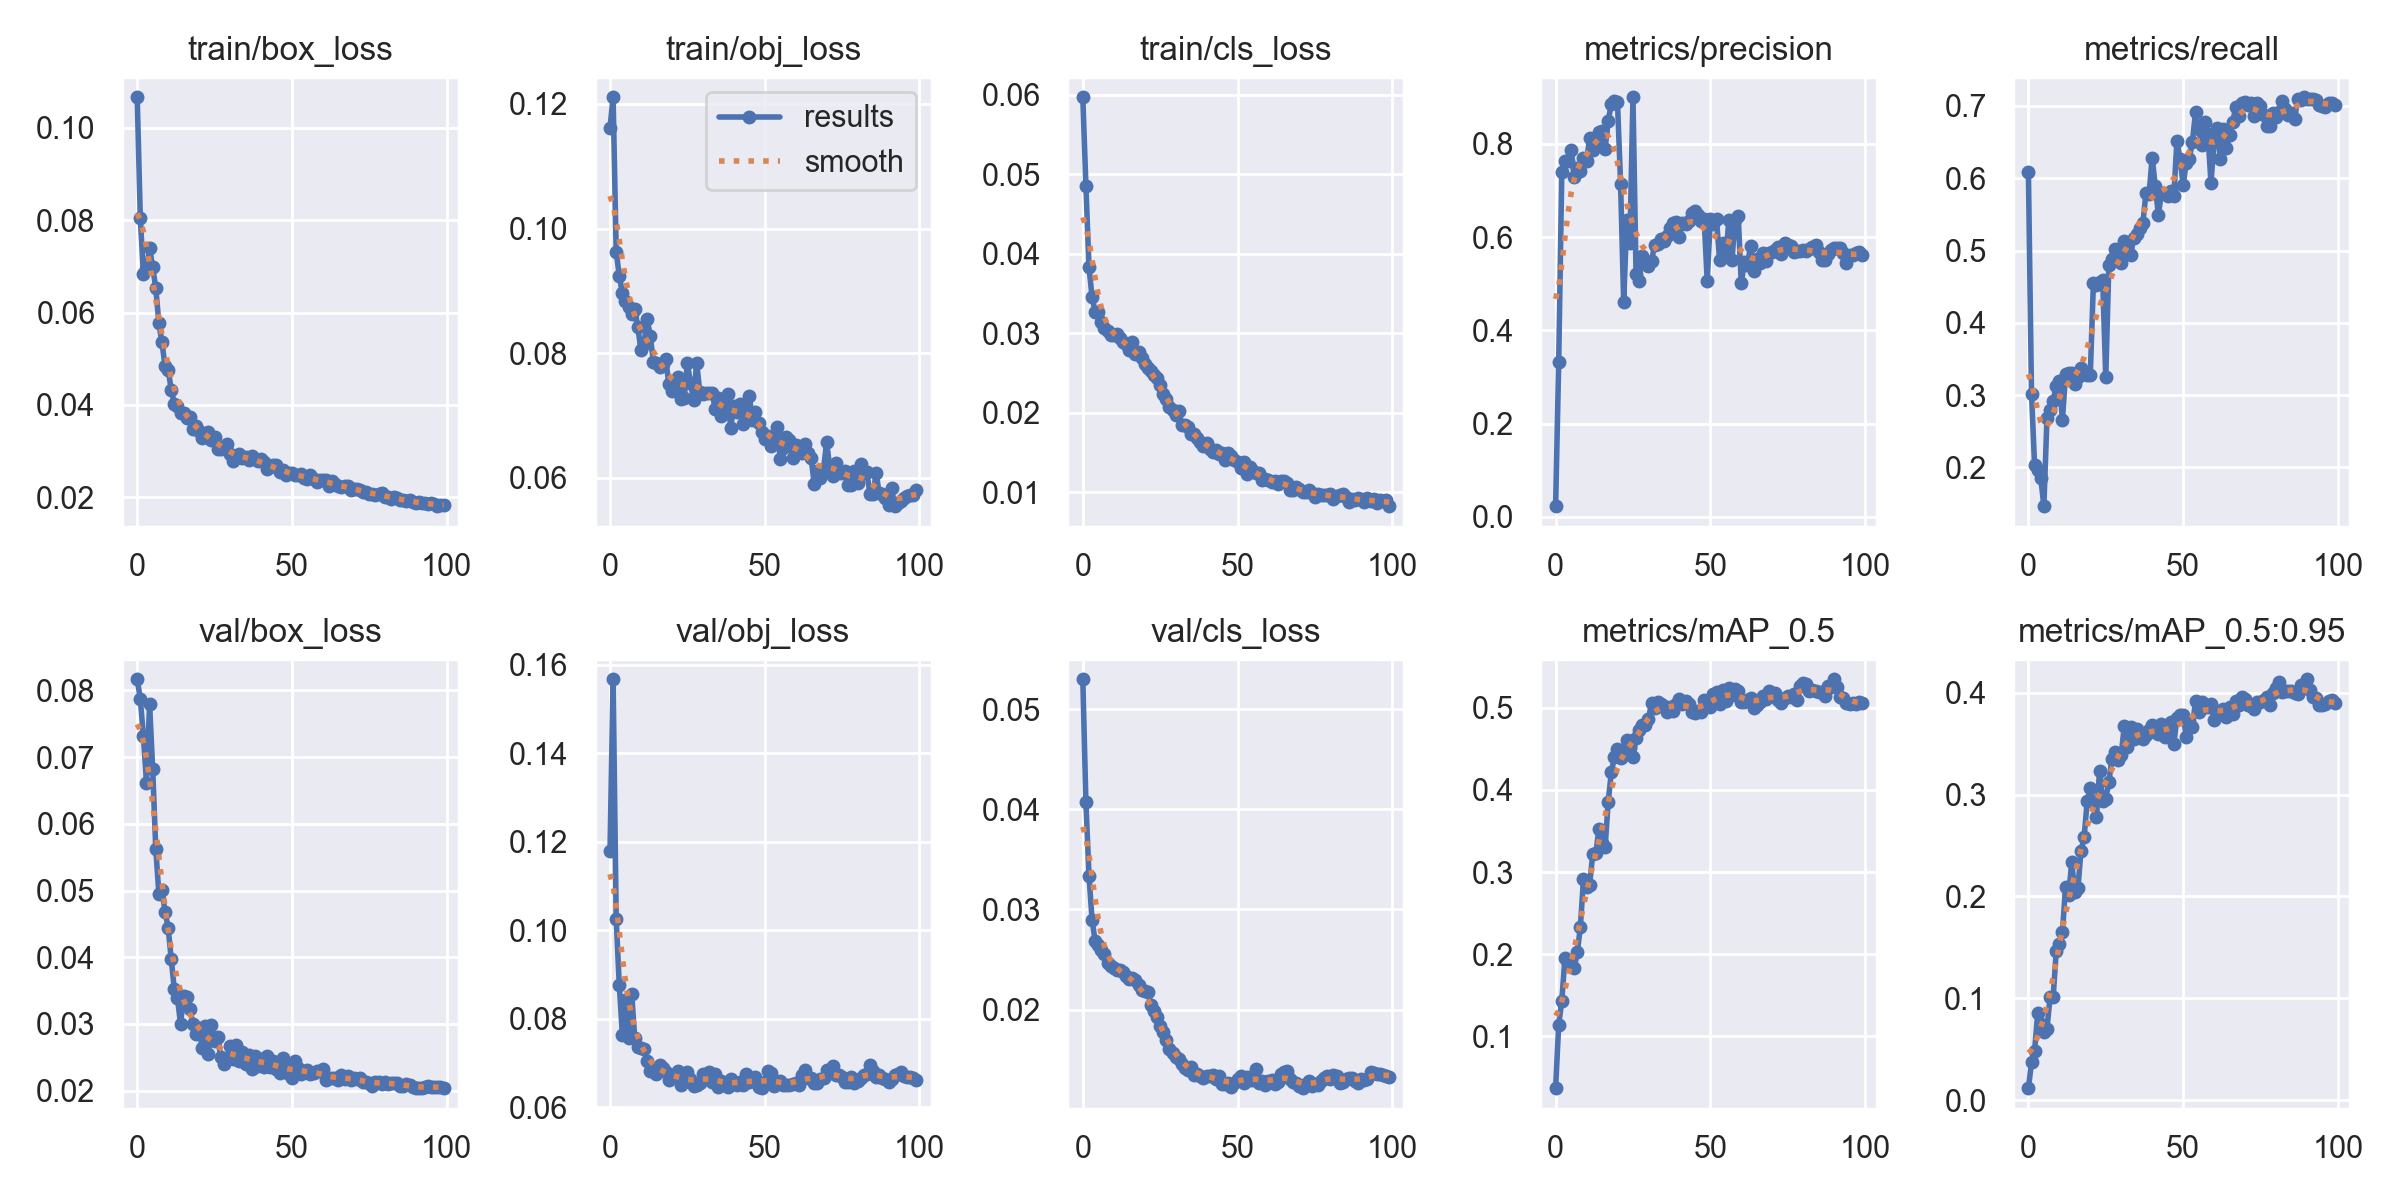 train/box_loss
0.10
0.08
0.06
0.04
0.02
0 50 100
train/obj_loss
results
smooth
0.12
0.10
0.08
0.06
0 50 100
train/cls_loss
0.06
0.05
0.04
0.03
0.02
0.01
0 50 100
metrics/precision
0.8
0.6
0.4
0.2
0.0
0 50 100
metrics/recall
0.7
0.6
0.5
0.4
0.3
0.2
0 50 100
val/box_loss
0.08
0.07
0.06
0.05
0.04
0.03
0.02
0 50 100
val/obj_loss
0.16
0.14
0.12
0.10
0.08
0.06
0 50 100
val/cls_loss
0.05
0.04
0.03
0.02
0 50 100
metrics/mAP_0.5
0.5
0.4
0.3
0.2
0.1
0 50 100
metrics/mAP_0.5:0.95
0.4
0.3
0.2
0.1
0.0
0 50 100